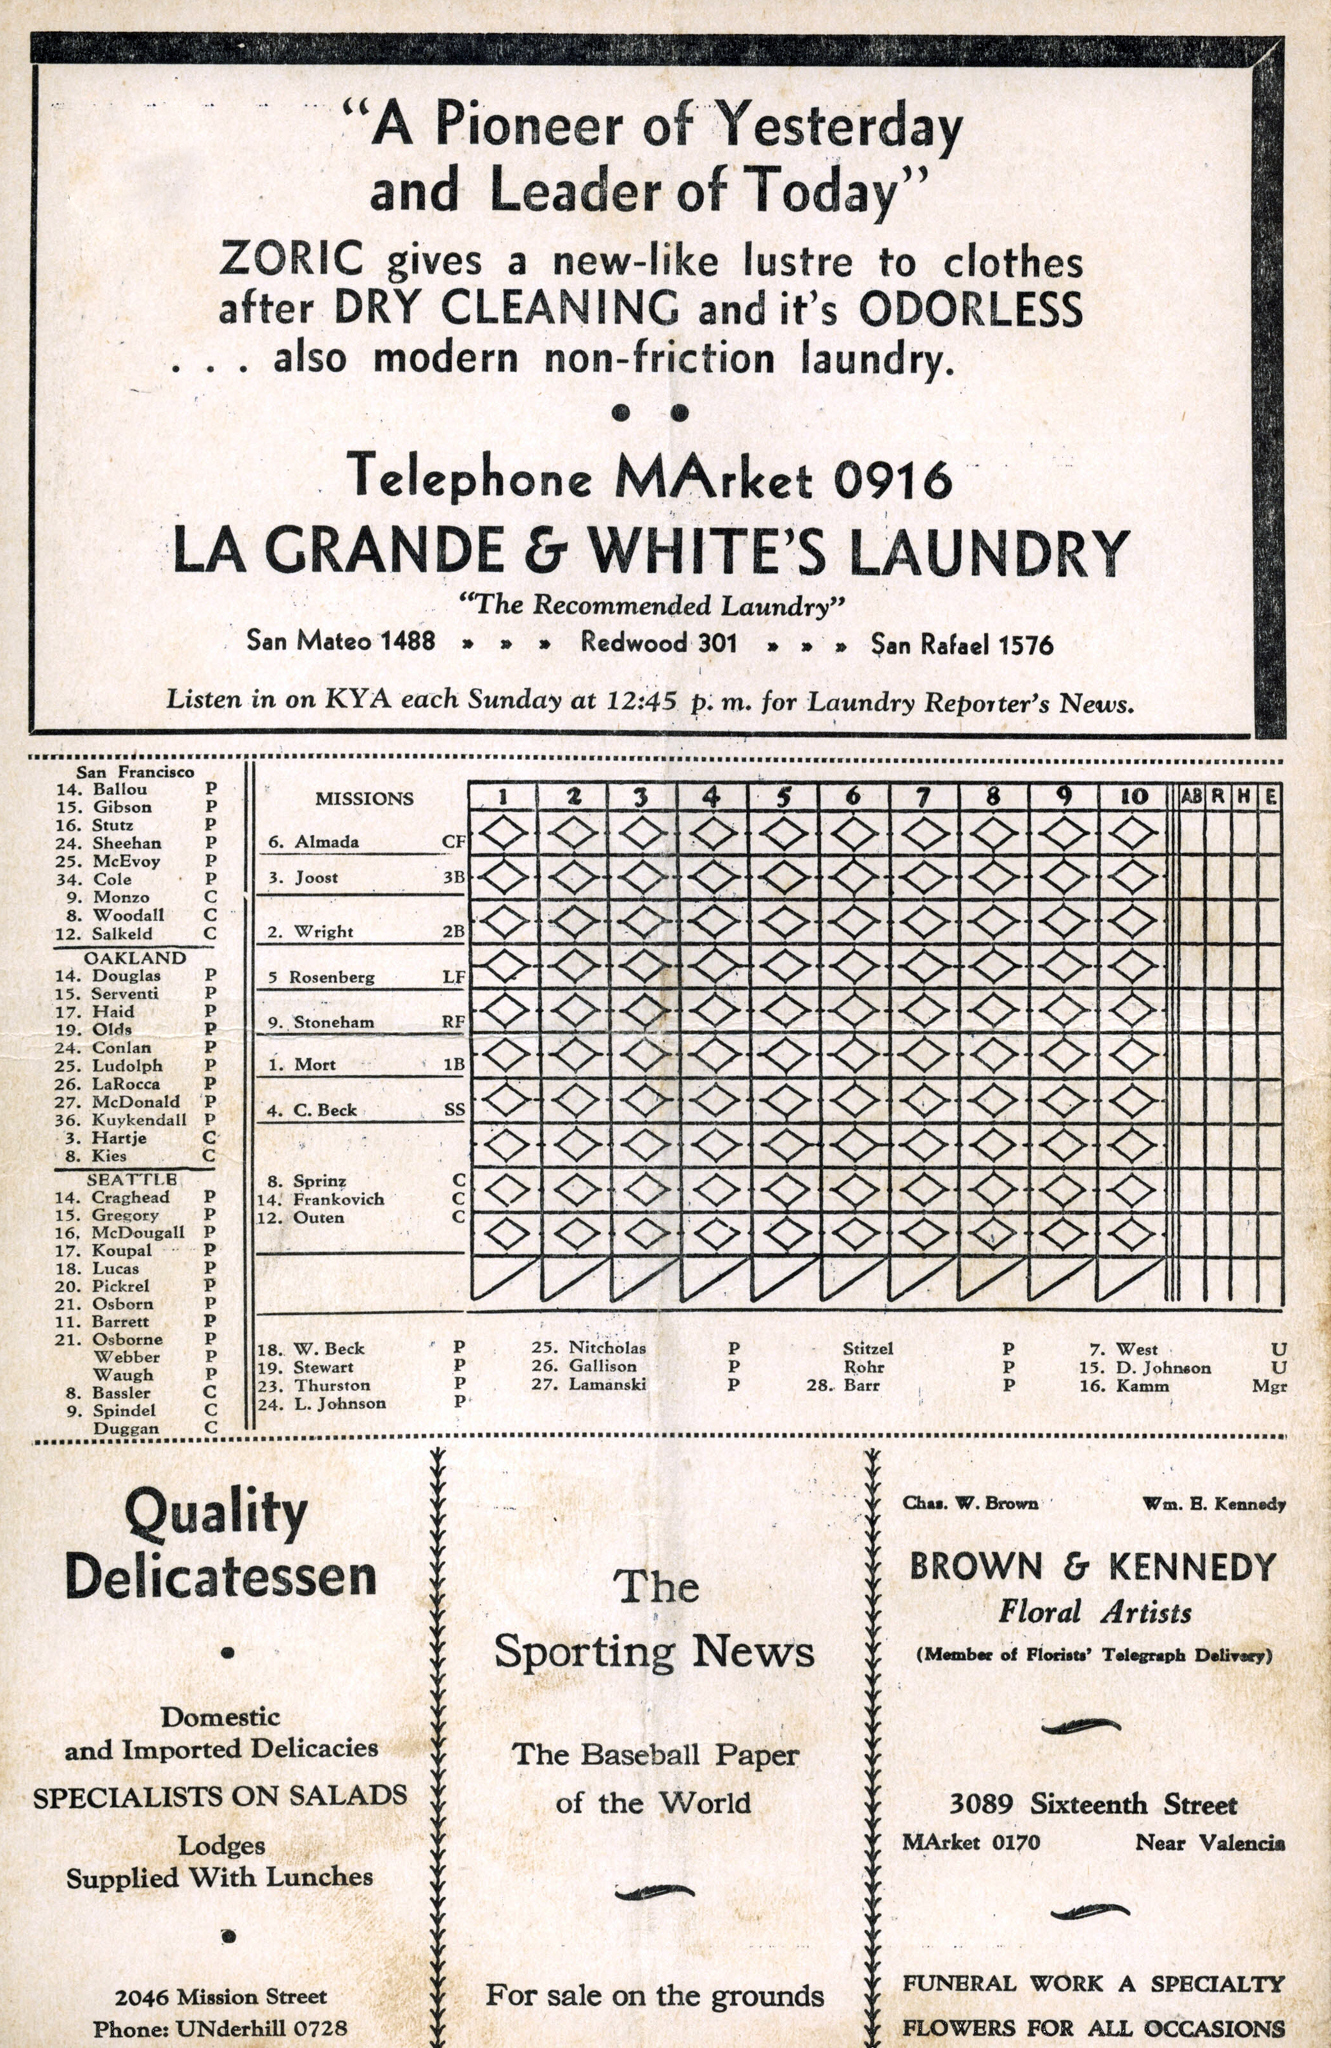 “A Pioneer of Yesterday
and Leader of Today”
ZORIC gives a new-like lustre to clothes
after DRY CLEANING and it's ODORLESS
. . . also modern non-friction laundry.
Telephone MArket 0916
LA GRANDE & WHITE'S LAUNDRY
“The Recommended Laundry”
San Mateo 1488 » » » Redwood 301 » » » San Rafael 1576
Listen in on KYA each Sunday at 12:45 p. m. for Laundry Reporter's News.
San Francisco
14. Ballou P
15. Gibson P
16. Stutz P
24. Sheehan P
25. McEvoy P
34. Cole P
9. Monzo C
8. Woodall C
12. Salkeld C
OAKLAND
14. Douglas P
15. Serventi P
17. Haid P
19. Olds P
24. Conlan P
25. Ludolph P
26. LaRocca P
27. McDonald P
36. Kuykendall P
3. Hartje C
8. Kies C
SEATTLE
14. Craghead P
15. Gregory P
16. McDougall P
17. Koupal P
18. Lucas P
20. Pickrel P
21. Osborn P
11. Barrett P
21. Osborne P
Webber P
Waugh P
8. Bassler C
9. Spindel C
Duggan C
MISSIONS 1 2 3 4 5 6 7 8 9 10 AB R H E
6. Almada CF
3. Joost 3B
2. Wright 2B
5 Rosenberg LF
9. Stoneham RF
1. Mort 1B
4. C. Beck SS
8. Sprinz C
14. Frankovich C
12. Outen C
18. W. Beck P 25. Nitcholas P Stitzel P 7. West U
19. Stewart P 26. Gallison P Rohr P 15. D. Johnson U
23. Thurston P 27. Lamanski P 28. Barr P 16. Kamm Mgr
24. L. Johnson P
Quality
Delicatessen
Domestic
and Imported Delicacies
SPECIALISTS ON SALADS
Lodges
Supplied With Lunches
2046 Mission Street
Phone: UNderhill 0728
The
Sporting News
The Baseball Paper
of the World
For sale on the grounds
Chas. W. Brown Wm. E. Kennedy
BROWN & KENNEDY
Floral Artists
(Member of Florists' Telegraph Delivery)
3089 Sixteenth Street
MArket 0170 Near Valencia
FUNERAL WORK A SPECIALTY
FLOWERS FOR ALL OCCASIONS